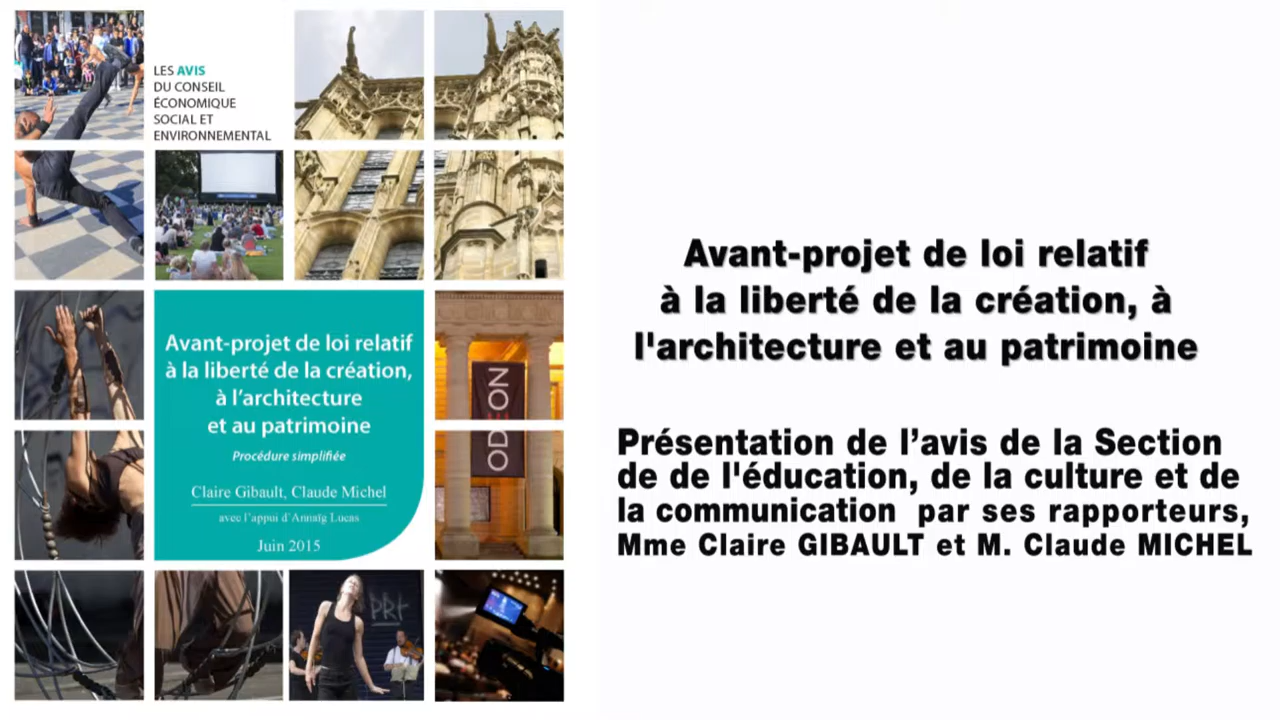 LES AVIS
DU CONSEIL
ÉCONOMIQUE
SOCIAL ET
ENVIRONNEMENTAL
Avant-projet de loi relatif
à la liberté de la création,
à l'architecture
et au patrimoine
Procédure simplifiée
Claire Gibault, Claude Michel
avec l'appui d'Annaïg Lucas
Juin 2015
ODEON
PRF
Avant-projet de loi relatif
à la liberté de la création, à
l'architecture et au patrimoine
Présentation de l’avis de la Section
de de l'éducation, de la culture et de
la communication par ses rapporteurs,
Mme Claire GIBAULT et M. Claude MICHEL